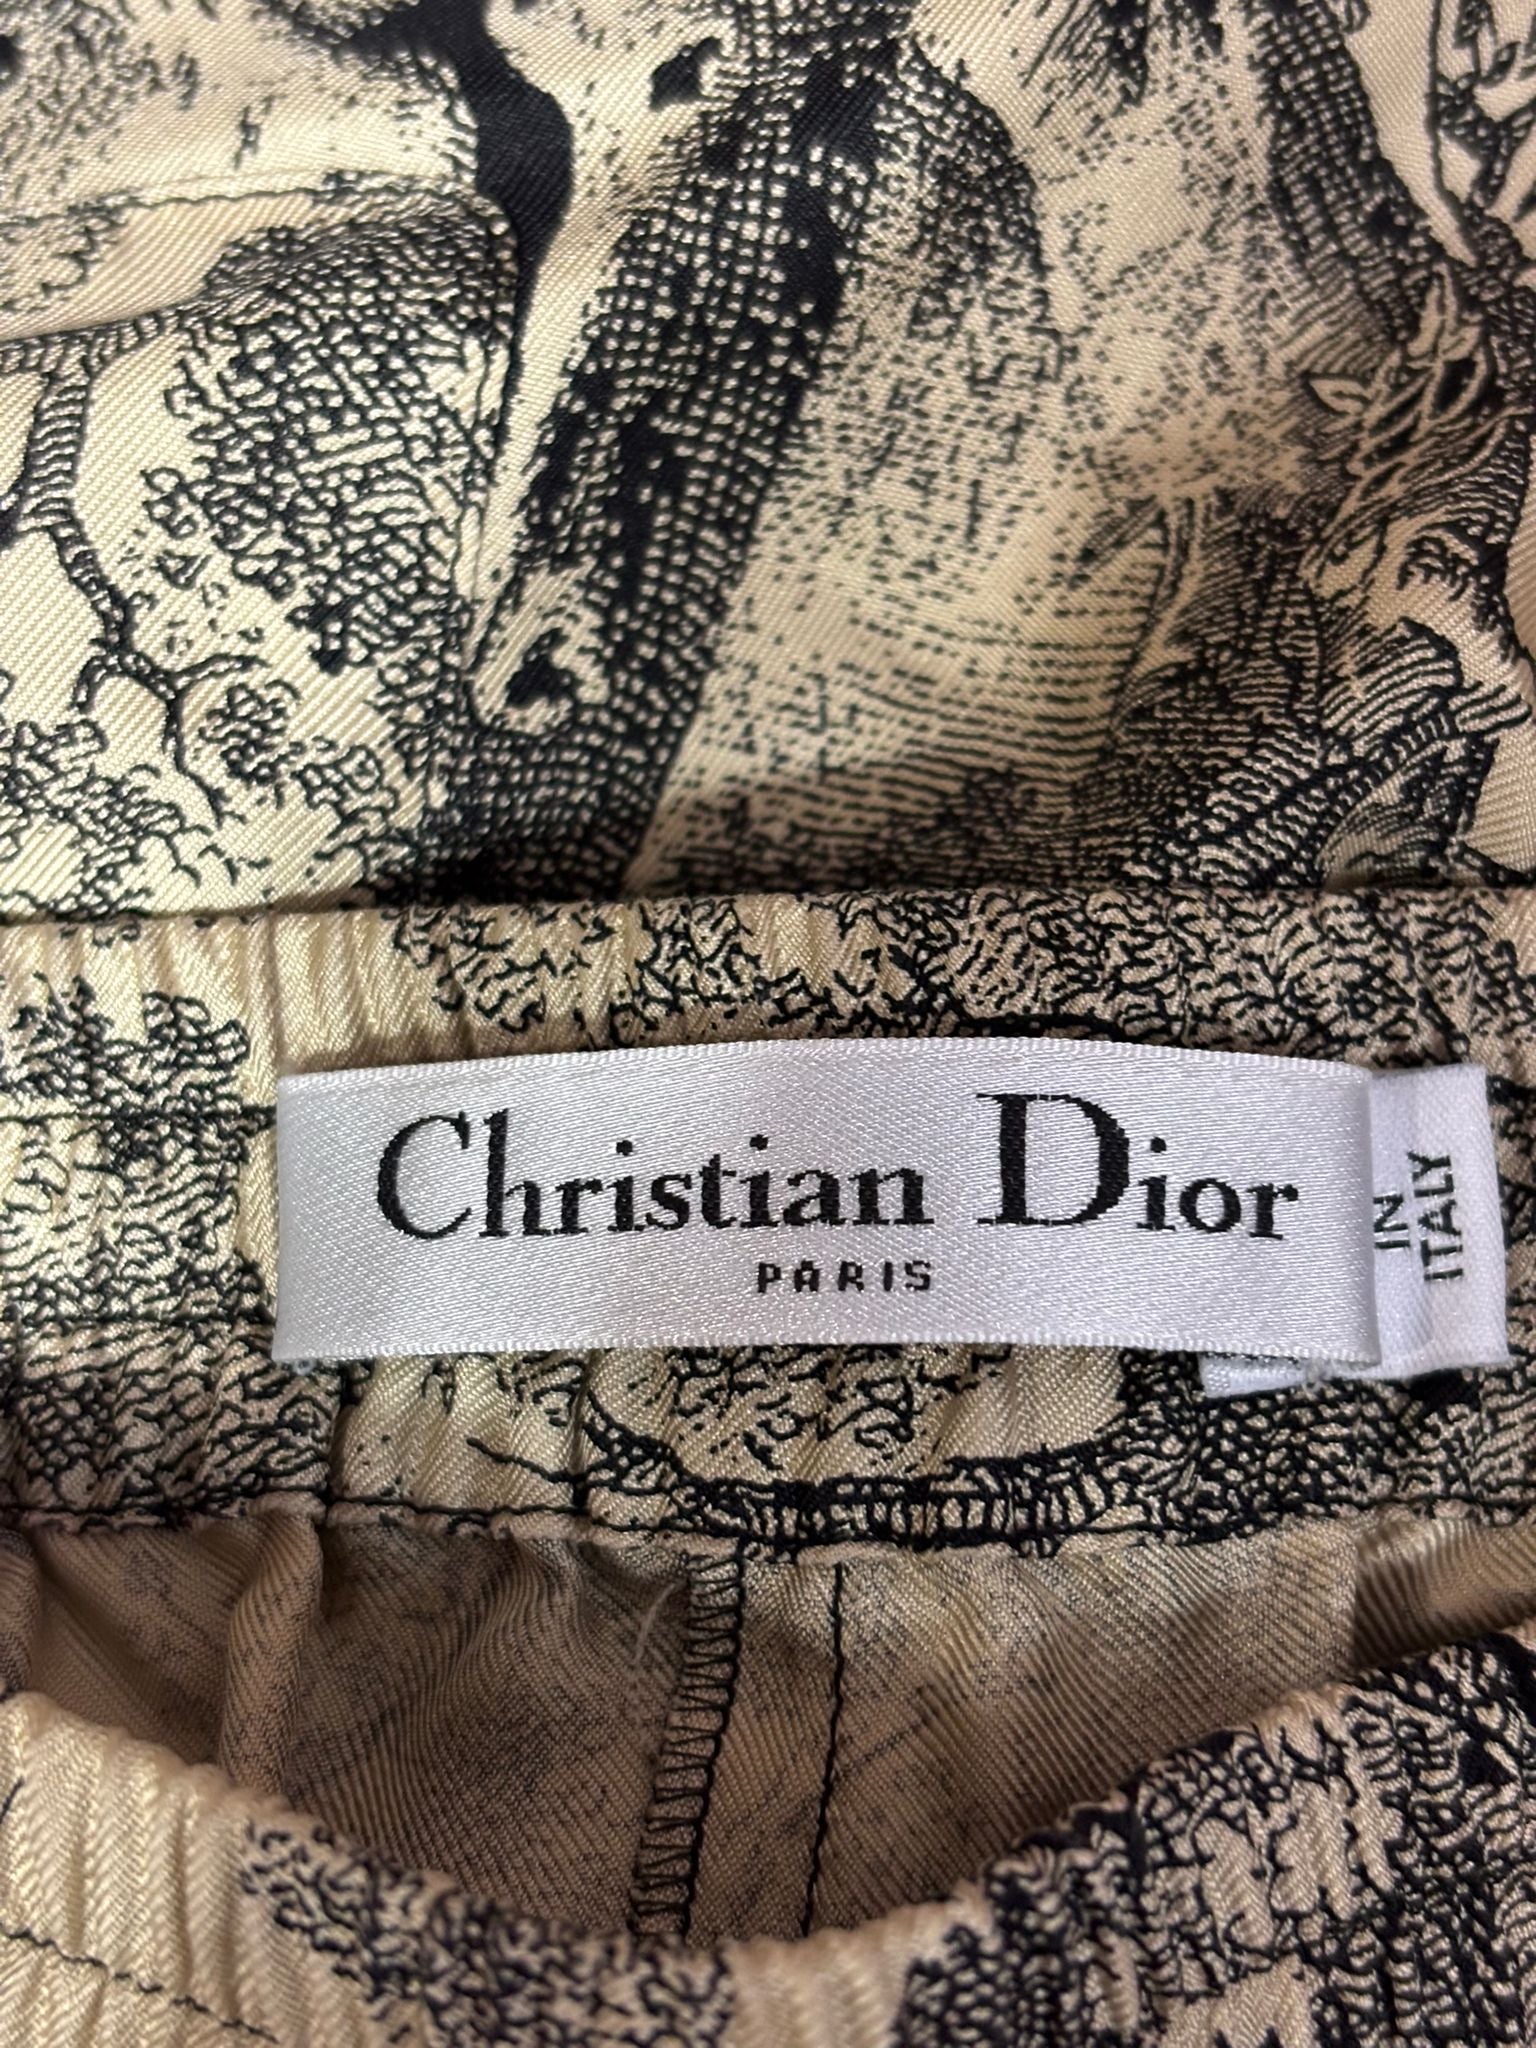 Christian Dior
PARIS
IN
ITALY